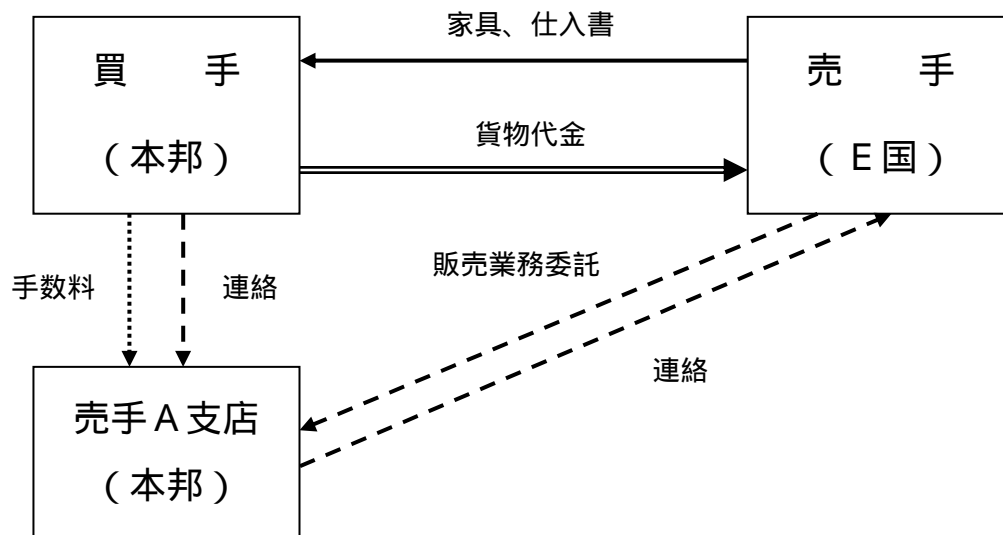 家具、仕入書
買　　手
（本邦）
売　　手
（Ｅ国）
貨物代金
販売業務委託
手数料
連絡
連絡
売手Ａ支店
（本邦）